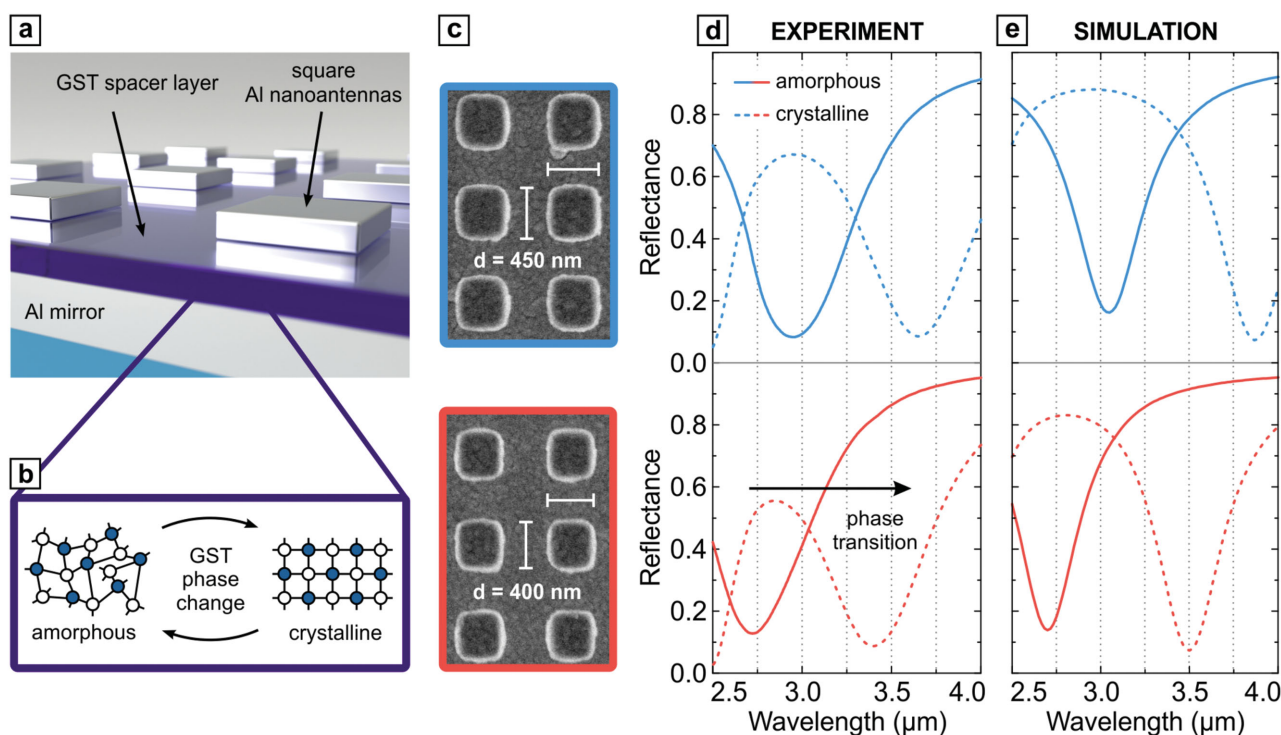 a
GST spacer layer
square
Al nanoantennas
Al mirror
b
GST
phase
change
amorphous
crystalline
c
d = 450 nm
d = 400 nm
d
EXPERIMENT
amorphous
crystalline
Reflectance
0.8
0.6
0.4
0.2
0.0
phase
transition
Reflectance
0.8
0.6
0.4
0.2
0.0
2.5
3.0
3.5
4.0
Wavelength (µm)
e
SIMULATION
2.5
3.0
3.5
4.0
Wavelength (µm)